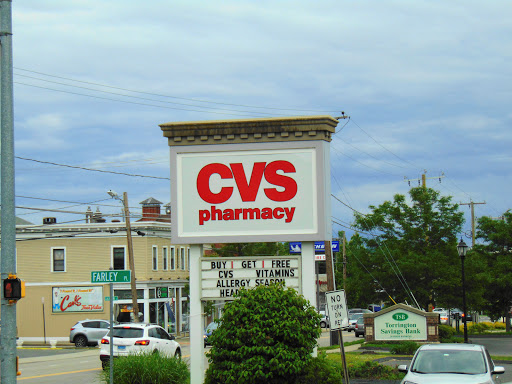 CVS
pharmacy
BUY 1 GET 1 FREE
CVS VITAMINS
ALLERGY SEASON
FARLEY PL
NO
TURN
ON
RED
TSB
Torrington
Savings Bank